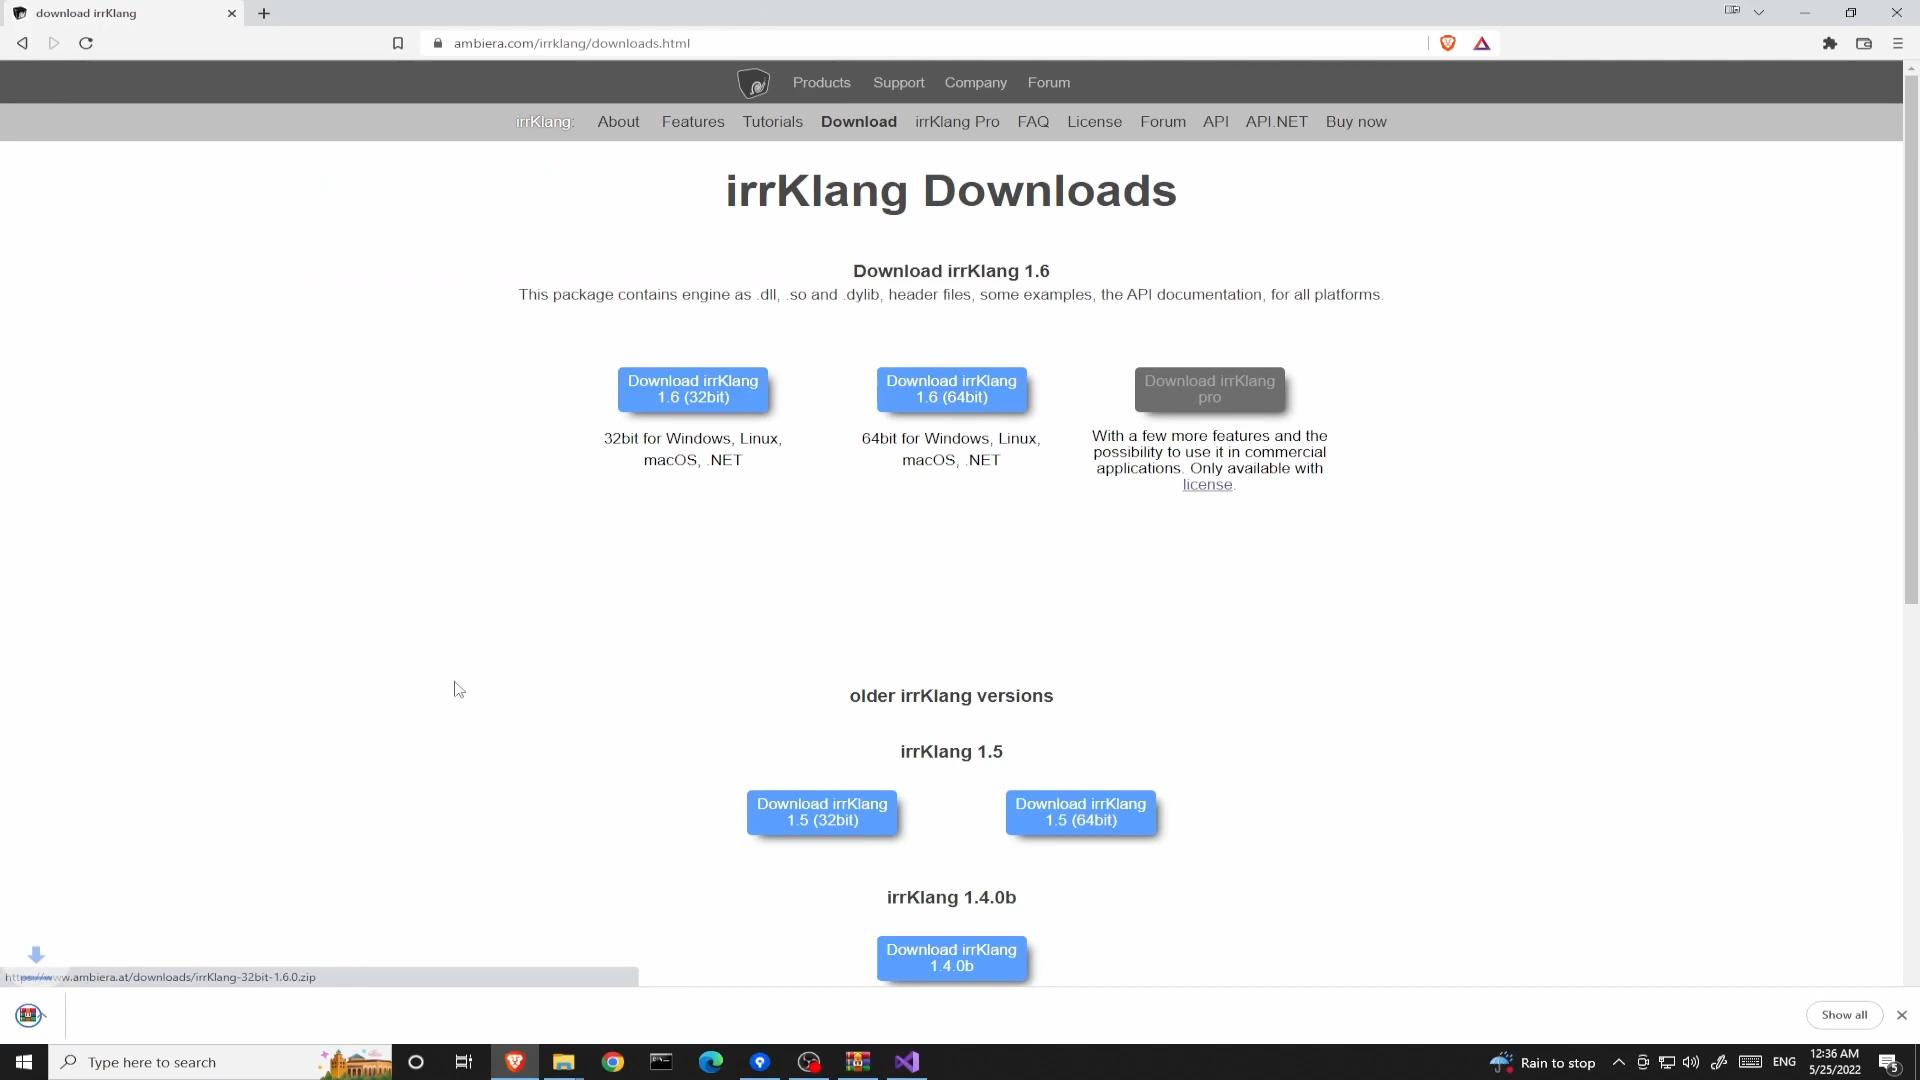 download irrKlang
ambiera.com/irrklang/downloads.html
Products Support Company Forum
irrKlang: About Features Tutorials Download irrKlang Pro FAQ License Forum API API.NET Buy now
irrKlang Downloads
Download irrKlang 1.6
This package contains engine as .dll, .so and .dylib, header files, some examples, the API documentation, for all platforms.
Download irrKlang
1.6 (32bit)
32bit for Windows, Linux,
macOS, .NET
Download irrKlang
1.6 (64bit)
64bit for Windows, Linux,
macOS, .NET
Download irrKlang
pro
With a few more features and the
possibility to use it in commercial
applications. Only available with
license.
older irrKlang versions
irrKlang 1.5
Download irrKlang
1.5 (32bit)
Download irrKlang
1.5 (64bit)
irrKlang 1.4.0b
Download irrKlang
1.4.0b
https://www.ambiera.at/downloads/irrKlang-32bit-1.6.0.zip
Show all
Type here to search
Rain to stop
ENG
12:36 AM
5/25/2022
5